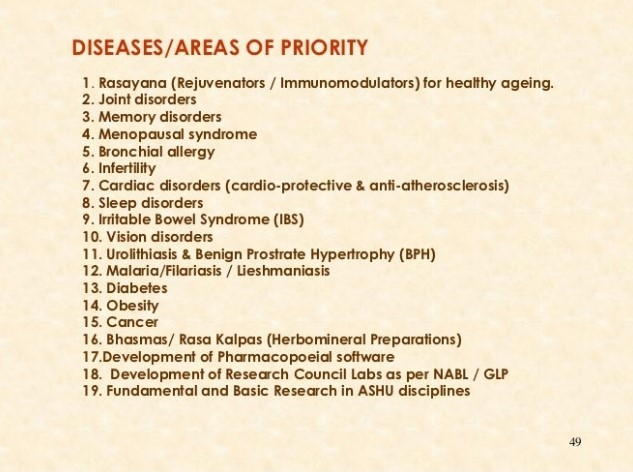 DISEASES/AREAS OF PRIORITY
1. Rasayana (Rejuvenators / Immunomodulators) for healthy ageing.
2. Joint disorders
3. Memory disorders
4. Menopausal syndrome
5. Bronchial allergy
6. Infertility
7. Cardiac disorders (cardio-protective & anti-atherosclerosis)
8. Sleep disorders
9. Irritable Bowel Syndrome (IBS)
10. Vision disorders
11. Urolithiasis & Benign Prostrate Hypertrophy (BPH)
12. Malaria/Filariasis / Lieshmaniasis
13. Diabetes
14. Obesity
15. Cancer
16. Bhasmas/ Rasa Kalpas (Herbomineral Preparations)
17.Development of Pharmacopoeial software
18.  Development of Research Council Labs as per NABL / GLP
19. Fundamental and Basic Research in ASHU disciplines
49